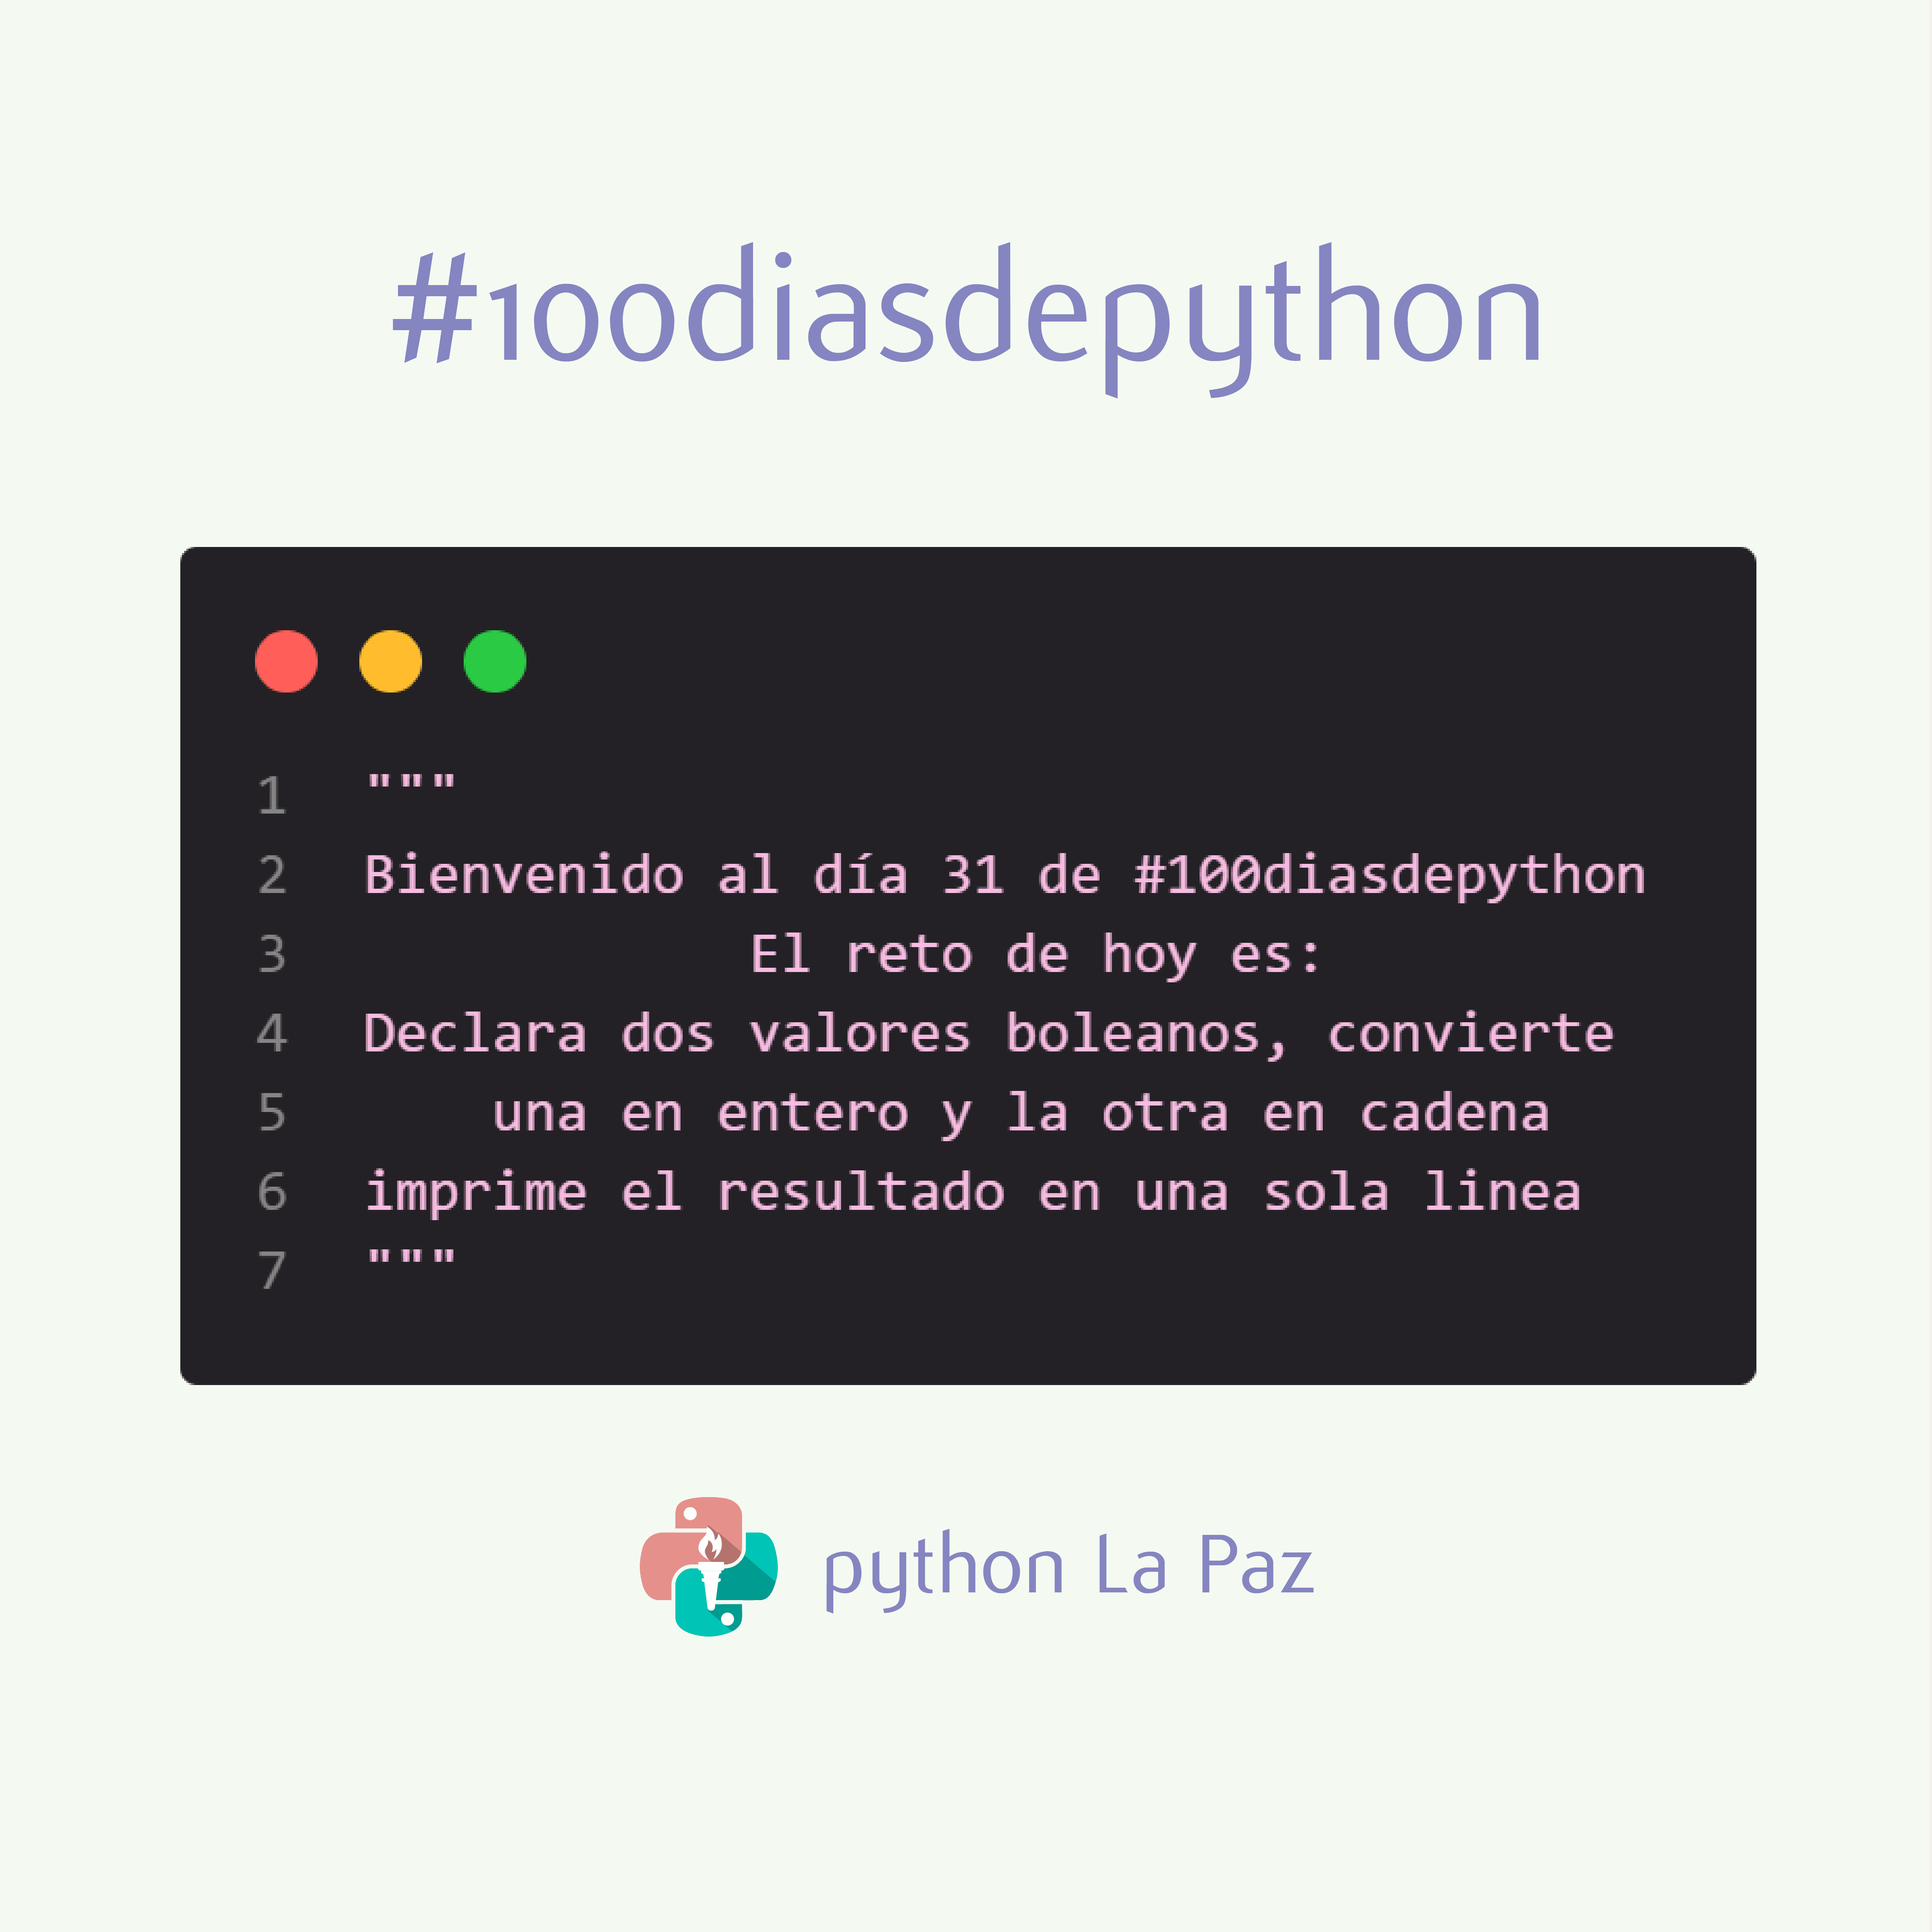 #100diasdepython
1 """
2 Bienvenido al día 31 de #100diasdepython
3 El reto de hoy es:
4 Declara dos valores boleanos, convierte
5 una en entero y la otra en cadena
6 imprime el resultado en una sola linea
7 """
python La Paz